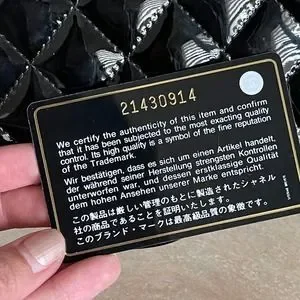 21430914
We certify the authenticity of this item and confirm
that it has been subjected to the most exacting quality
control. Its high quality is a symbol of the fine reputation
of the Trademark.
Wir bestätigen, dass es sich um einen Artikel handelt,
der während seiner Herstellung strengsten Kontrollen
unterworfen war, und dessen erstklassige Qualität
dem hohen Ansehen unserer Marke entspricht.
この製品は厳しい管理のもとに製造されたシャネル
社の商品であることを証明いたします。
このブランド・マークは最高級品の象徴です。